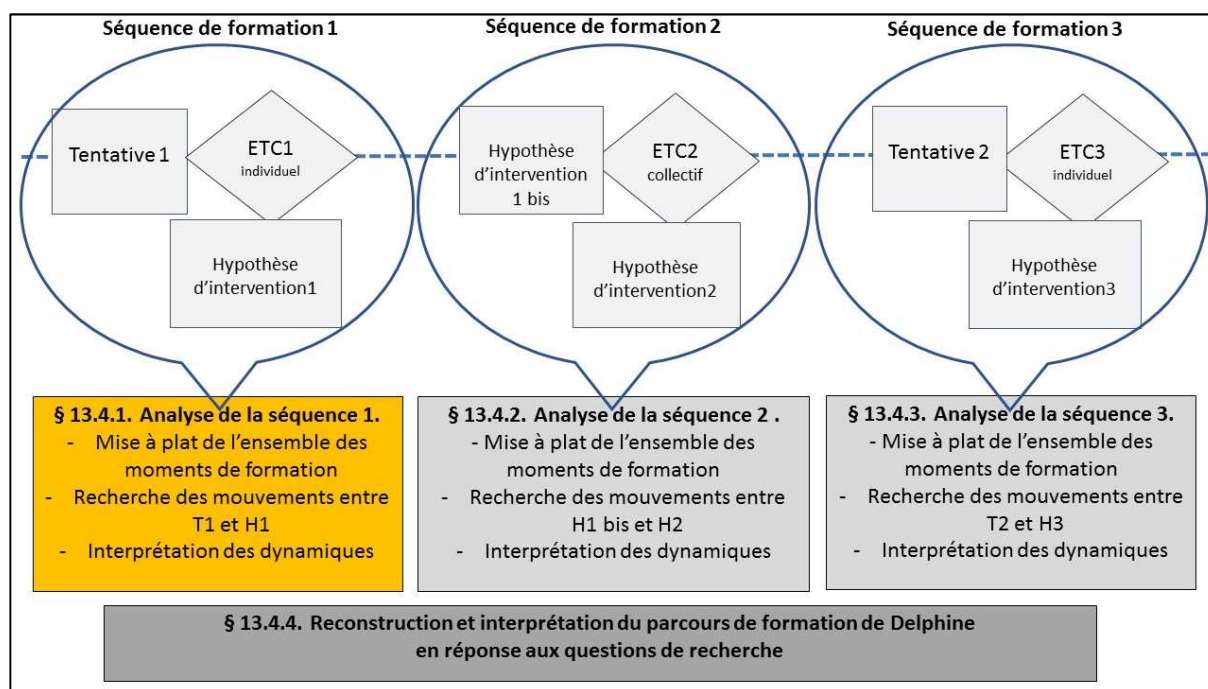 Séquence de formation 1
Séquence de formation 2
Séquence de formation 3
Tentative 1
ETC1
individuel
Hypothèse
d'intervention1
Hypothèse
d'intervention
1 bis
ETC2
collectif
Hypothèse
d'intervention2
Tentative 2
ETC3
individuel
Hypothèse
d'intervention3
§ 13.4.1. Analyse de la séquence 1.
- Mise à plat de l'ensemble des
moments de formation
- Recherche des mouvements entre
T1 et H1
- Interprétation des dynamiques
§ 13.4.2. Analyse de la séquence 2 .
- Mise à plat de l'ensemble des
moments de formation
- Recherche des mouvements entre
H1 bis et H2
- Interprétation des dynamiques
§ 13.4.3. Analyse de la séquence 3.
- Mise à plat de l'ensemble des
moments de formation
- Recherche des mouvements entre
T2 et H3
- Interprétation des dynamiques
§ 13.4.4. Reconstruction et interprétation du parcours de formation de Delphine
en réponse aux questions de recherche